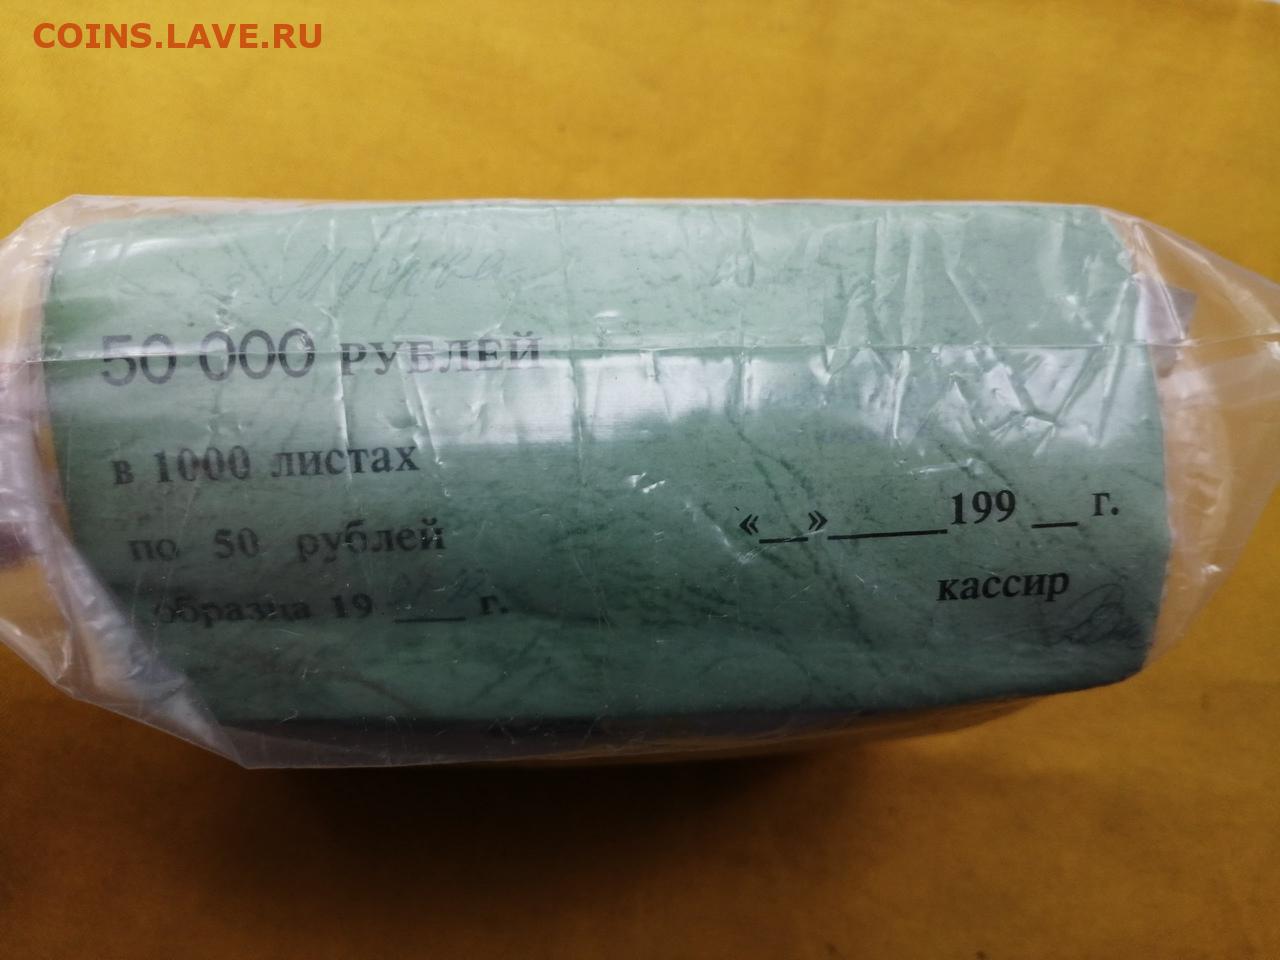 COINS.LAVE.RU
50 000 РУБЛЕЙ
в 1000 листах
по 50 рублей
образца 19 ___ г.
«__»_____199 __ г.
кассир